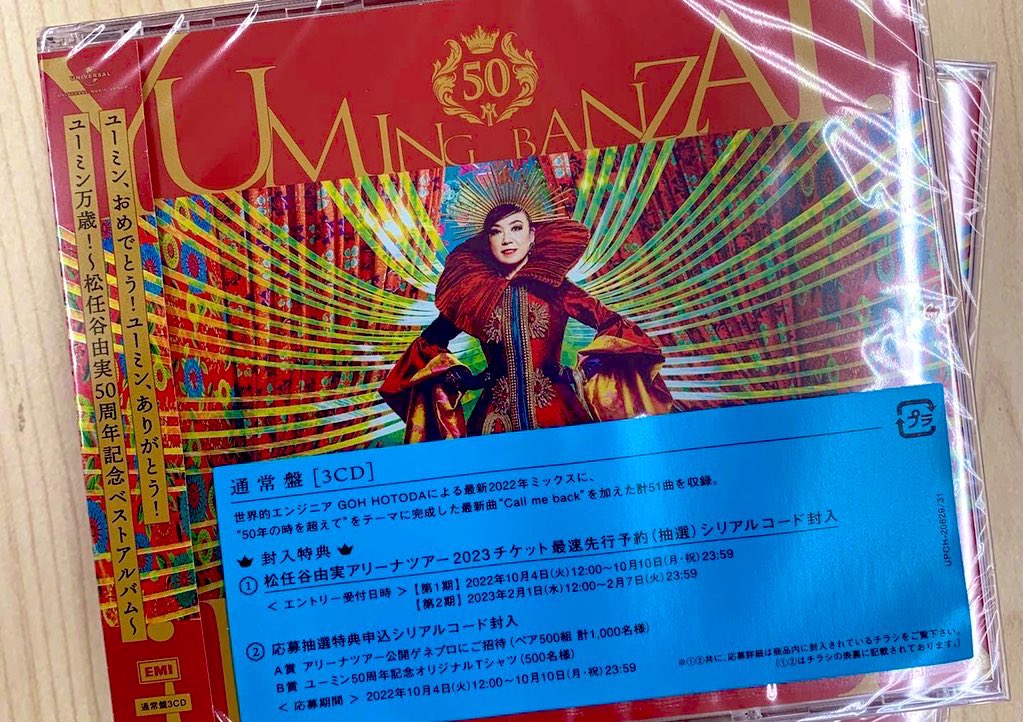 YUMING BANZAI!
50
UNIVERSAL
UNIVERSAL MUSIC GROUP
ユーミン、おめでとう！ユーミン、ありがとう！
ユーミン万歳！〜松任谷由実50周年記念ベストアルバム〜
EMI
通常盤3CD
プラ
通常盤［3CD］
世界的エンジニア GOH HOTODAによる最新2022年ミックスに、
“50年の時を超えて”をテーマに完成した最新曲“Call me back”を加えた計51曲を収録。
封入特典
① 松任谷由実アリーナツアー2023チケット最速先行予約（抽選）シリアルコード封入
＜ エントリー受付日時 ＞【第1期】2022年10月4日（火）12:00〜10月10日（月・祝）23:59
【第2期】2023年2月1日（水）12:00〜2月7日（火）23:59
② 応募抽選特典申込シリアルコード封入
A賞 アリーナツアー公開ゲネプロにご招待（ペア500組 計1,000名様）
B賞 ユーミン50周年記念オリジナルTシャツ（500名様）
＜ 応募期間 ＞ 2022年10月4日（火）12:00〜10月10日（月・祝）23:59
※①②共に、応募詳細は商品内に封入されているチラシをご覧下さい。
（①②はチラシの表裏に記載されております。）
UPCH-20629/31